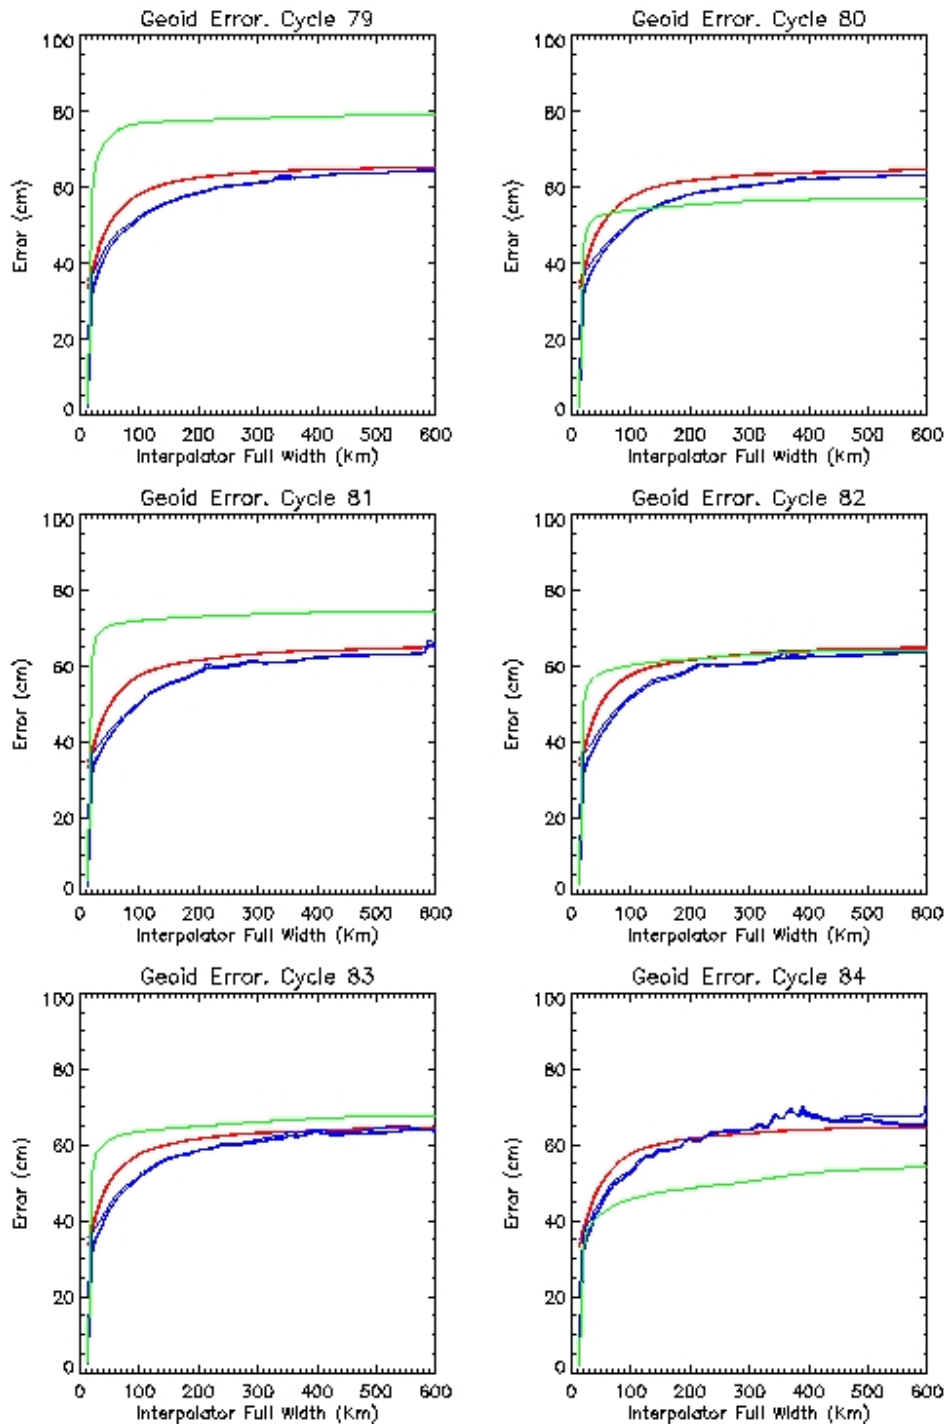 Geoid Error. Cycle 79
Geoid Error. Cycle 80
100
80
60
40
20
0
Error (cm)
0 100 200 300 400 500 600
Interpolator Full Width (Km)
100
80
60
40
20
0
Error (cm)
0 100 200 300 400 500 600
Interpolator Full Width (Km)
Geoid Error. Cycle 81
Geoid Error. Cycle 82
100
80
60
40
20
0
Error (cm)
0 100 200 300 400 500 600
Interpolator Full Width (Km)
100
80
60
40
20
0
Error (cm)
0 100 200 300 400 500 600
Interpolator Full Width (Km)
Geoid Error. Cycle 83
Geoid Error. Cycle 84
100
80
60
40
20
0
Error (cm)
0 100 200 300 400 500 600
Interpolator Full Width (Km)
100
80
60
40
20
0
Error (cm)
0 100 200 300 400 500 600
Interpolator Full Width (Km)